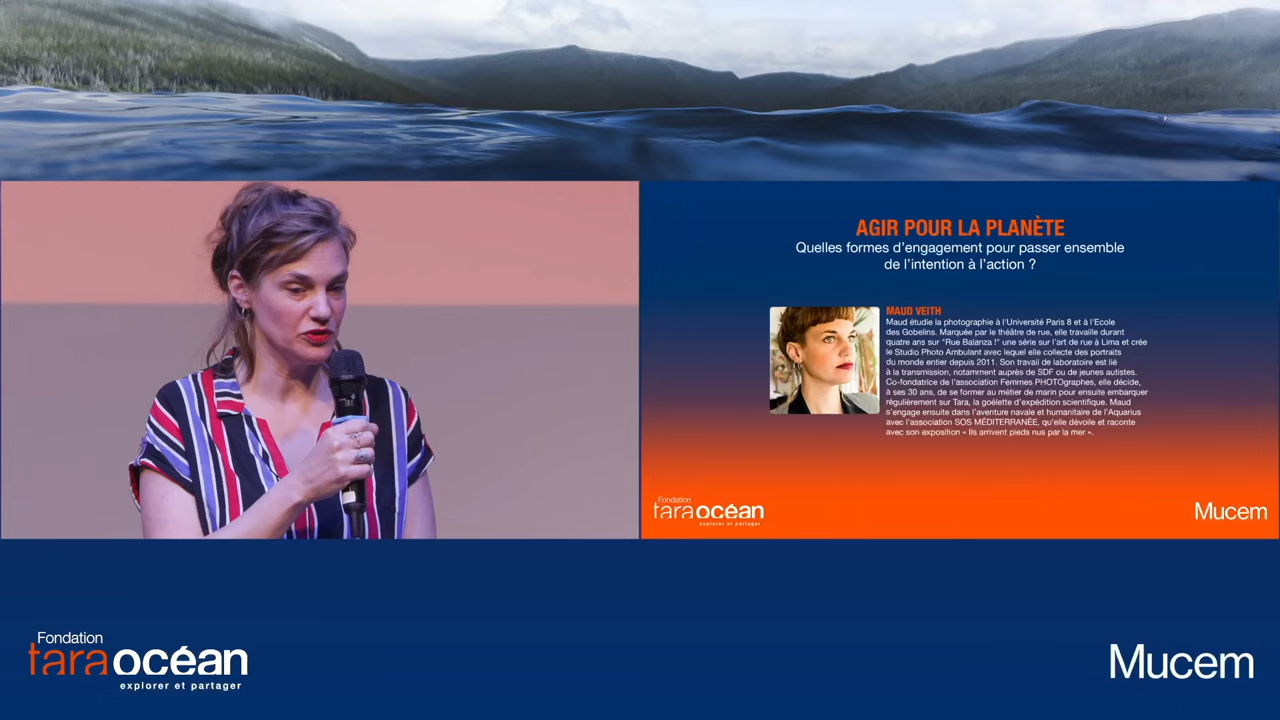 AGIR POUR LA PLANÈTE
Quelles formes d'engagement pour passer ensemble
de l'intention à l'action ?
MAUD VEITH
Maud étudie la photographie à l'Université Paris 8 et à l'Ecole
des Gobelins. Marquée par le théâtre de rue, elle travaille durant
quatre ans sur "Rue Balanza !" une série sur l'art de rue à Lima et crée
le Studio Photo Ambulant avec lequel elle collecte des portraits
du monde entier depuis 2011. Son travail de laboratoire est lié
à la transmission, notamment auprès de SDF ou de jeunes autistes.
Co-fondatrice de l'association Femmes PHOTOgraphes, elle décide,
à ses 30 ans, de se former au métier de marin pour ensuite embarquer
régulièrement sur Tara, la goélette d'expédition scientifique. Maud
s'engage ensuite dans l'aventure navale et humanitaire de l'Aquarius
avec l'association SOS MÉDITERRANÉE, qu'elle dévoile et raconte
avec son exposition « Ils arrivent pieds nus par la mer ».
Fondation
tara océan
explorer et partager
Mucem
Fondation
tara océan
explorer et partager
Mucem